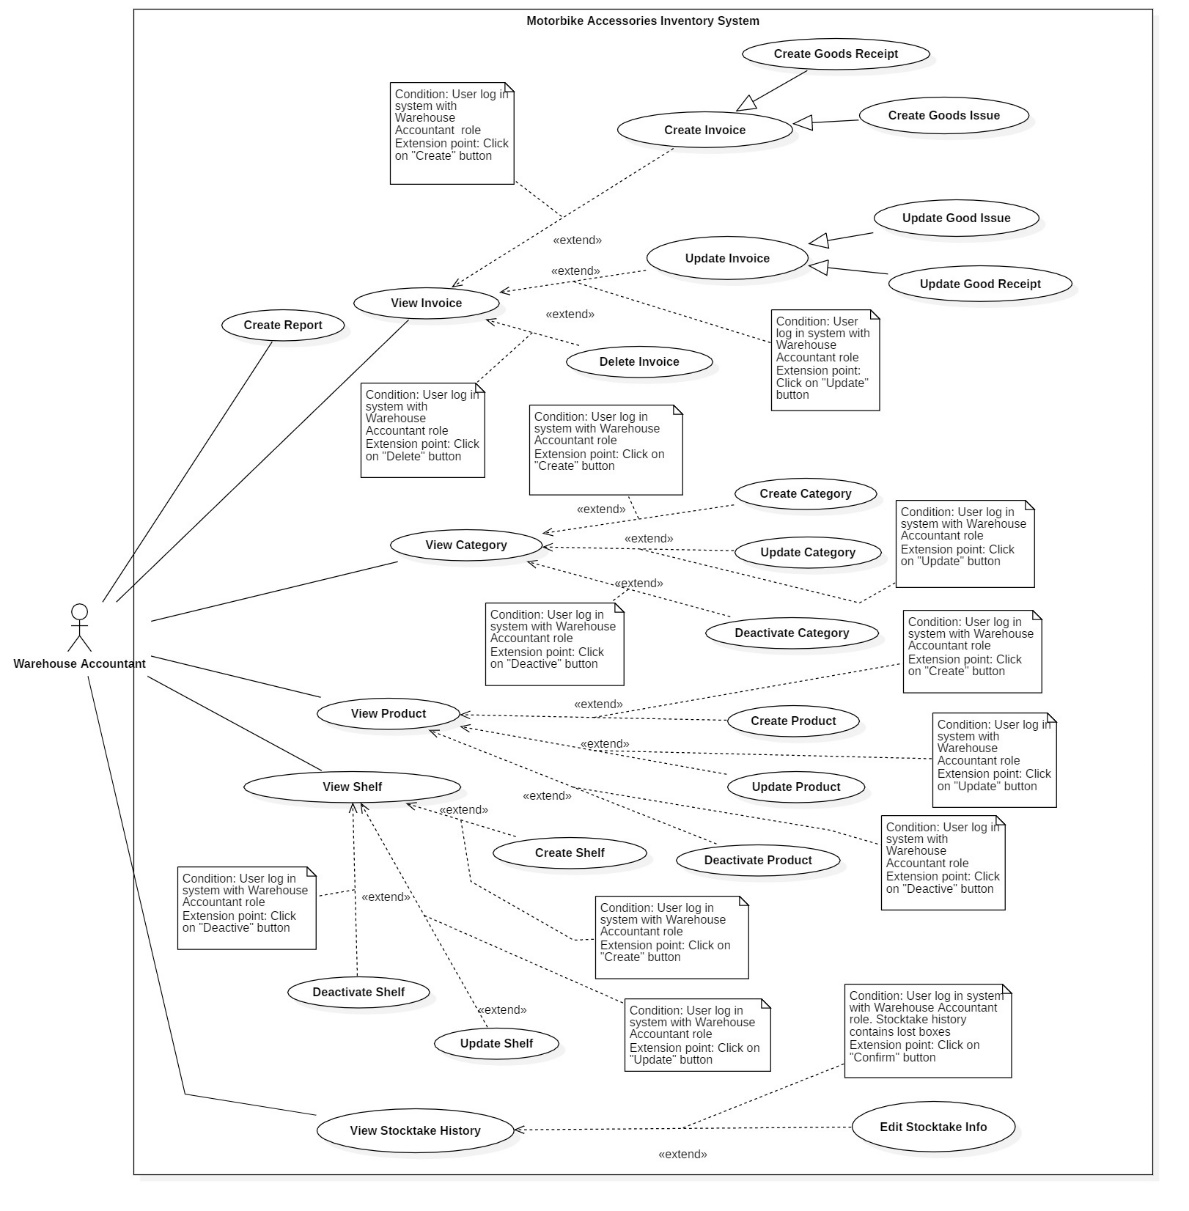 Motorbike Accessories Inventory System
Create Goods Receipt
Condition: User log in
system with
Warehouse
Accountant  role
Extension point: Click
on "Create" button
Create Goods Issue
Create Invoice
Update Good Issue
«extend»
Update Invoice
«extend»
Update Good Receipt
View Invoice
«extend»
Create Report
Condition: User
log in system with
Warehouse
Accountant role
Extension point:
Click on "Update"
button
Delete Invoice
Condition: User log in
system with
Warehouse
Accountant role
Extension point: Click
on "Delete" button
Condition: User log in
system with Warehouse
Accountant role
Extension point: Click on
"Create" button
Create Category
«extend»
Condition: User log in
system with Warehouse
Accountant role
Extension point: Click
on "Update" button
View Category
«extend»
Update Category
«extend»
Condition: User log in
system with Warehouse
Accountant role
Extension point: Click
on "Deactive" button
Deactivate Category
Condition: User log in
system with Warehouse
Accountant role
Extension point: Click
on "Create" button
Warehouse Accountant
«extend»
View Product
Create Product
Condition: User log in
system with
Warehouse
Accountant role
Extension point: Click
on "Update" button
«extend»
View Shelf
Update Product
«extend»
«extend»
Condition: User log in
system with
Warehouse
Accountant role
Extension point: Click
on "Deactive" button
Create Shelf
Deactivate Product
Condition: User log in
system with Warehouse
Accountant role
Extension point: Click
on "Deactive" button
«extend»
Condition: User log in
system with Warehouse
Accountant role
Extension point: Click on
"Create" button
Deactivate Shelf
«extend»
Update Shelf
Condition: User log in
system with Warehouse
Accountant role
Extension point: Click on
"Update" button
Condition: User log in system
with Warehouse Accountant
role. Stocktake history
contains lost boxes
Extension point: Click on
"Confirm" button
View Stocktake History
Edit Stocktake Info
«extend»